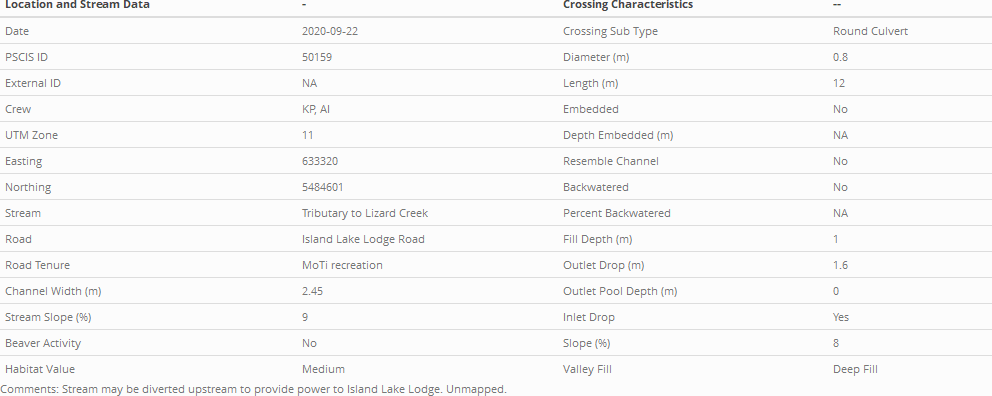 Location and Stream Data - Crossing Characteristics --
Date 2020-09-22 Crossing Sub Type Round Culvert
PSCIS ID 50159 Diameter (m) 0.8
External ID NA Length (m) 12
Crew KP, AI Embedded No
UTM Zone 11 Depth Embedded (m) NA
Easting 633320 Resemble Channel No
Northing 5484601 Backwatered No
Stream Tributary to Lizard Creek Percent Backwatered NA
Road Island Lake Lodge Road Fill Depth (m) 1
Road Tenure MoTi recreation Outlet Drop (m) 1.6
Channel Width (m) 2.45 Outlet Pool Depth (m) 0
Stream Slope (%) 9 Inlet Drop Yes
Beaver Activity No Slope (%) 8
Habitat Value Medium Valley Fill Deep Fill
Comments: Stream may be diverted upstream to provide power to Island Lake Lodge. Unmapped.